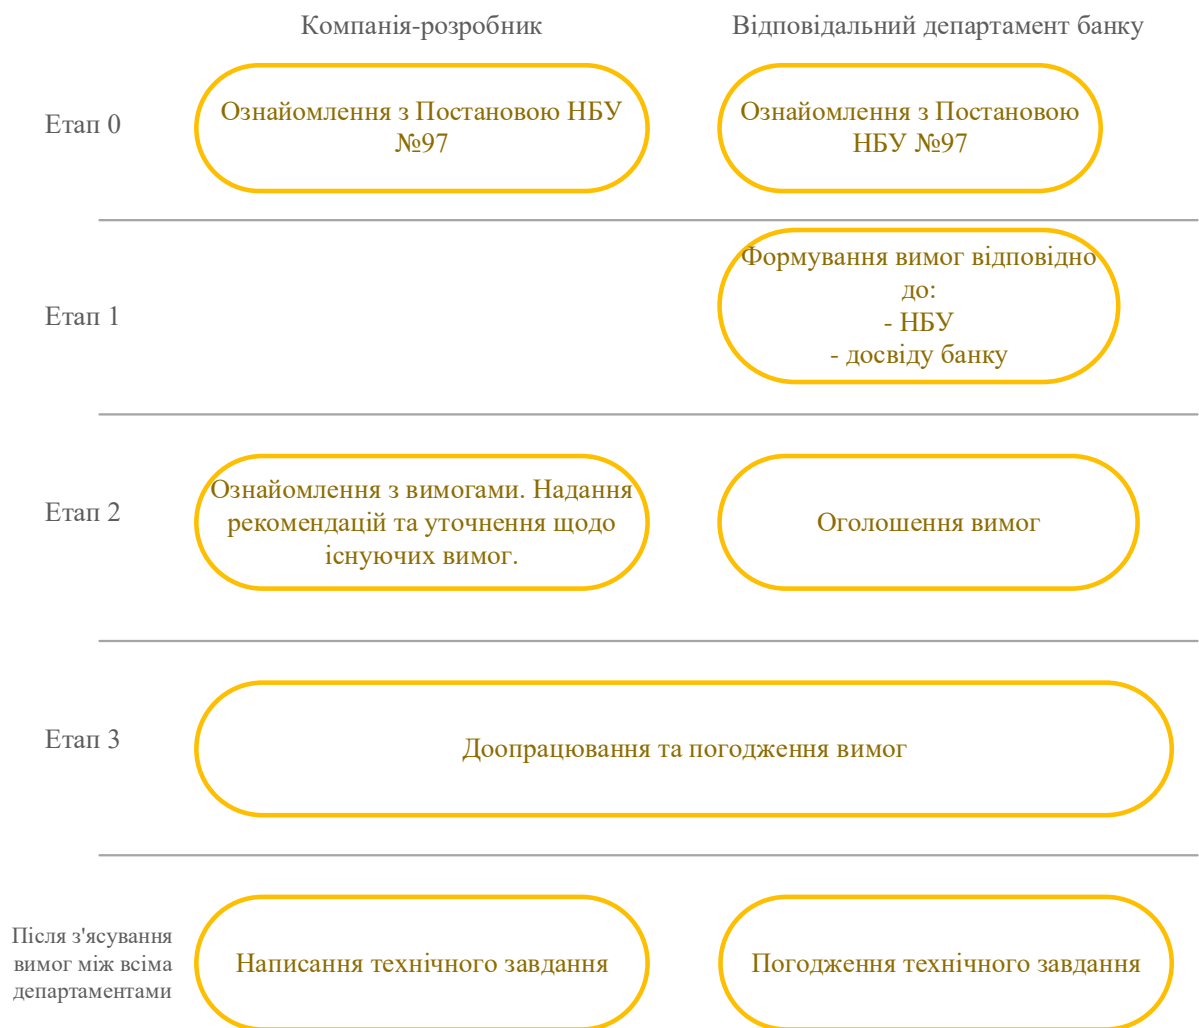 Компанія-розробник
Відповідальний департамент банку
Етап 0
Ознайомлення з Постановою НБУ
№97
Ознайомлення з Постановою
НБУ №97
Етап 1
Формування вимог відповідно
до:
- НБУ
- досвіду банку
Етап 2
Ознайомлення з вимогами. Надання
рекомендацій та уточнення щодо
існуючих вимог.
Оголошення вимог
Етап 3
Доопрацювання та погодження вимог
Після з'ясування
вимог між всіма
департаментами
Написання технічного завдання
Погодження технічного завдання